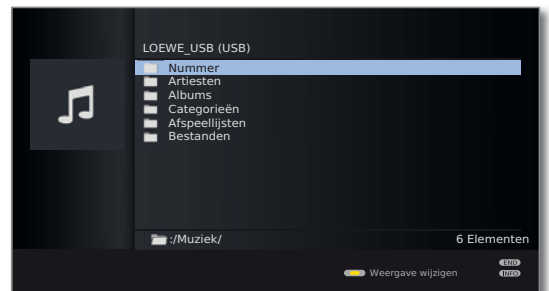 LOEWE_USB (USB)
Nummer
Artiesten
Albums
Categorieën
Afspeellijsten
Bestanden
:/Muziek/ 6 Elementen
Weergave wijzigen
END
INFO